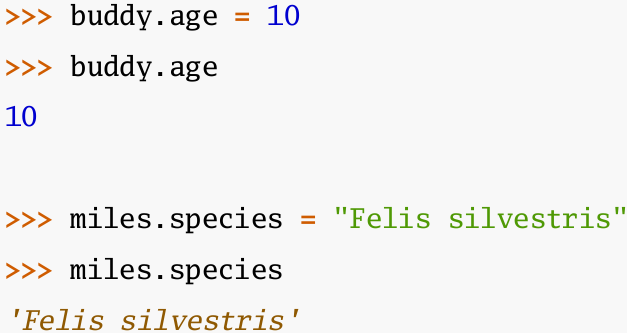 >>> buddy.age = 10
>>> buddy.age
10
>>> miles.species = "Felis silvestris"
>>> miles.species
'Felis silvestris'